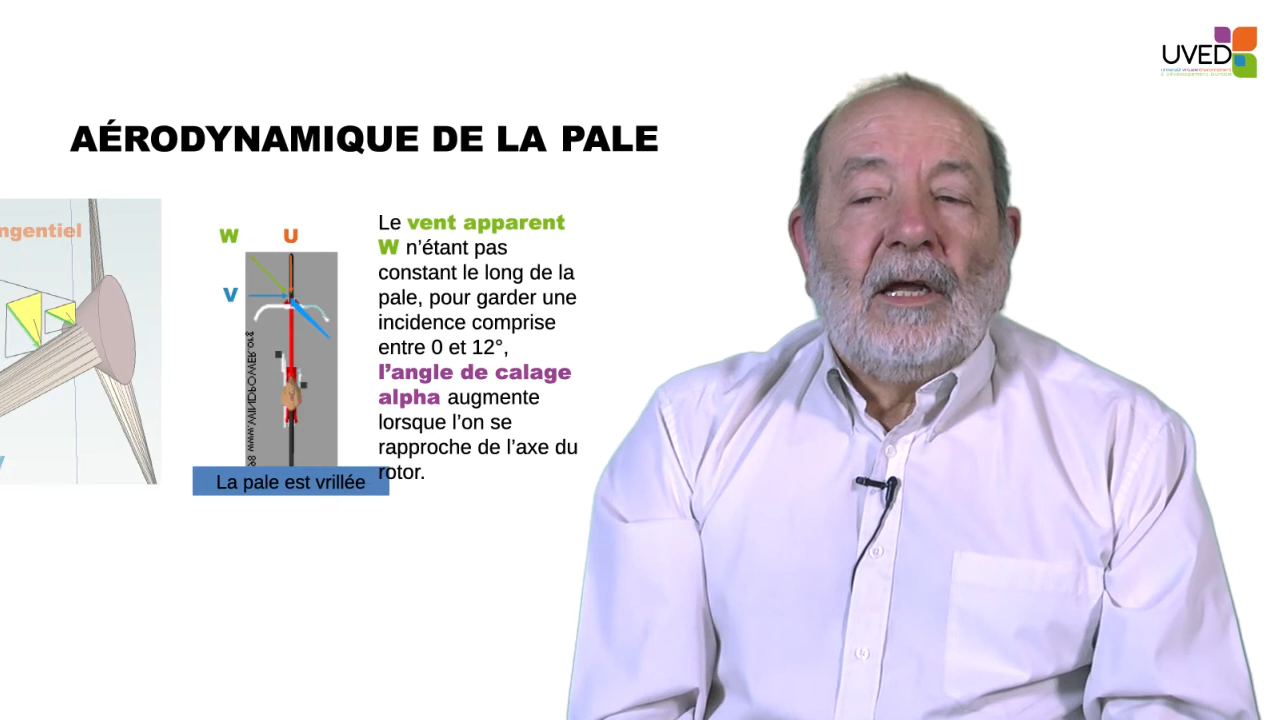 UVED
AÉRODYNAMIQUE DE LA PALE
ngentiel
W
U
V
Le vent apparent
W n’étant pas
constant le long de la
pale, pour garder une
incidence comprise
entre 0 et 12°,
l’angle de calage
alpha augmente
lorsque l’on se
rapproche de l’axe du
rotor.
La pale est vrillée